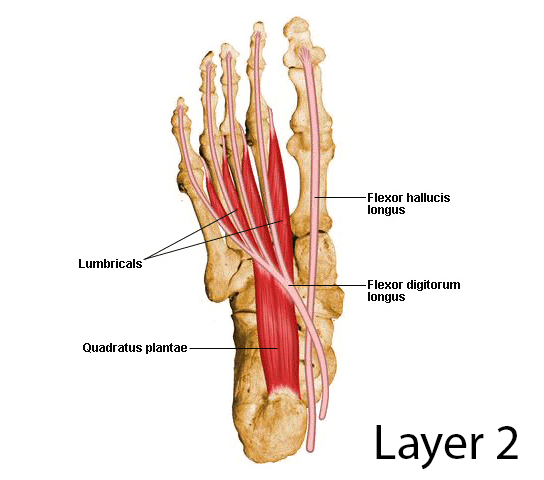 Flexor hallucis
longus
Lumbricals
Flexor digitorum
longus
Quadratus plantae
Layer 2